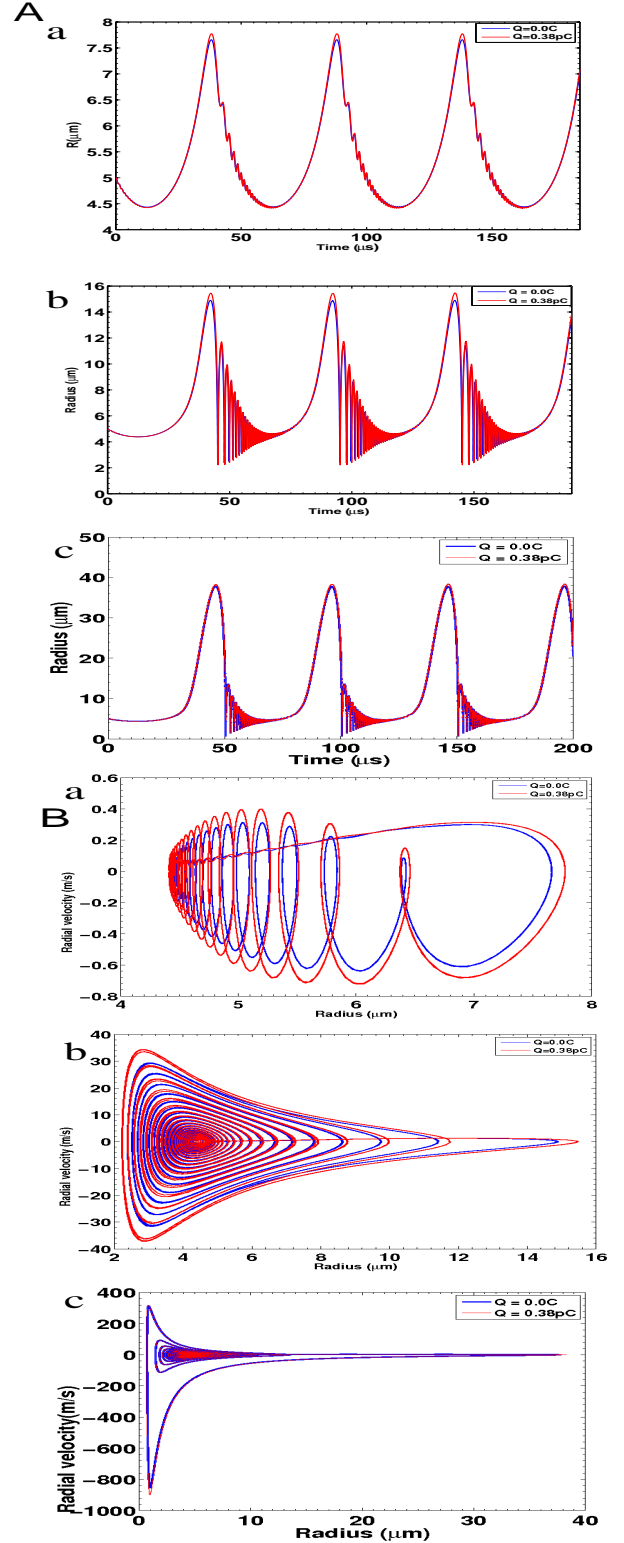 A
a
Q=0.0C
Q=0.38pC
8
7.5
7
6.5
6
5.5
5
4.5
4
R(μm)
0 50 100 150
Time (μs)
b
Q = 0.0C
Q = 0.38pC
16
14
12
10
8
6
4
2
0
Radius (μm)
0 50 100 150
Time (μs)
c
Q = 0.0C
Q = 0.38pC
50
40
30
20
10
0
Radius (μm)
0 50 100 150 200
Time (μs)
B
a
Q=0.0C
Q=0.38pC
0.6
0.4
0.2
0
−0.2
−0.4
−0.6
−0.8
Radial velocity (m/s)
4 5 6 7 8
Radius (μm)
b
Q=0.0C
Q=0.38pC
40
30
20
10
0
−10
−20
−30
−40
Radial velocity (m/s)
2 4 6 8 10 12 14 16
Radius (μm)
c
Q = 0.0C
Q = 0.38pC
400
200
0
−200
−400
−600
−800
−1000
Radial velocity(m/s)
0 10 20 30 40
Radius (μm)